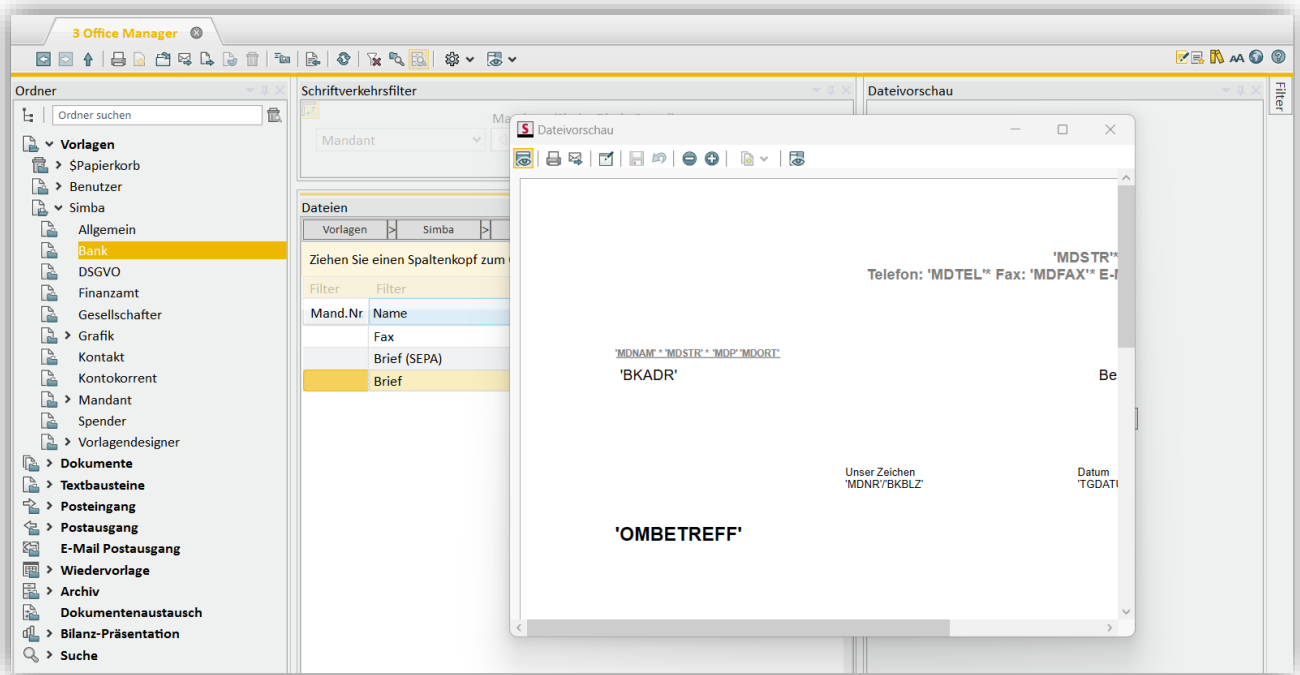 3 Office Manager
Ordner
Ordner suchen
Vorlagen
$Papierkorb
Benutzer
Simba
Allgemein
Bank
DSGVO
Finanzamt
Gesellschafter
Grafik
Kontakt
Kontokorrent
Mandant
Spender
Vorlagendesigner
Dokumente
Textbausteine
Posteingang
Postausgang
E-Mail Postausgang
Wiedervorlage
Archiv
Dokumentenaustausch
Bilanz-Präsentation
Suche
Schriftverkehrsfilter
Mandant
Dateien
Vorlagen > Simba >
Ziehen Sie einen Spaltenkopf zum
Filter Filter
Mand.Nr Name
Fax
Brief (SEPA)
Brief
Dateivorschau
Filter
Dateivorschau
'MDSTR'*
Telefon: 'MDTEL'* Fax: 'MDFAX'* E-
'MDNAM' * 'MDSTR' * 'MDP' 'MDORT'
'BKADR'
Be
Unser Zeichen Datum
'MDNR'/'BKBLZ' 'TGDAT
'OMBETREFF'